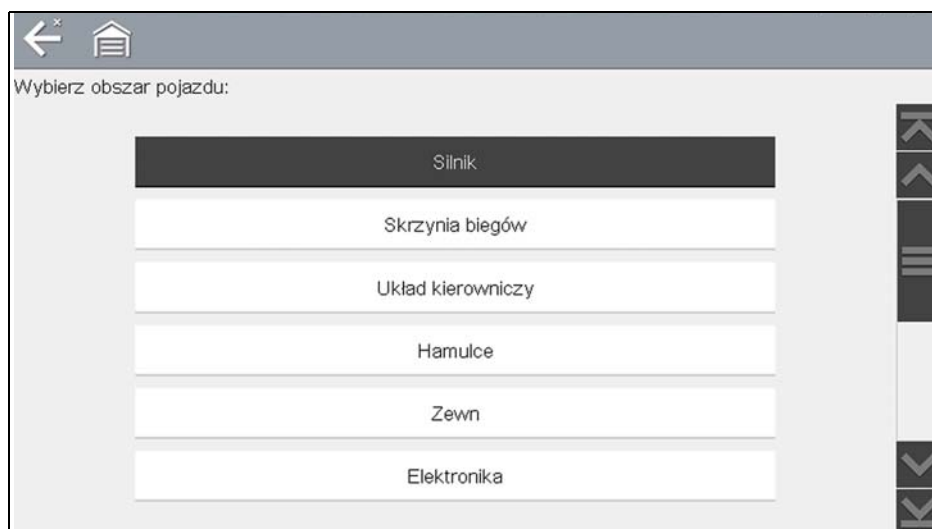 Wybierz obszar pojazdu:
Silnik
Skrzynia biegów
Układ kierowniczy
Hamulce
Zewn
Elektronika